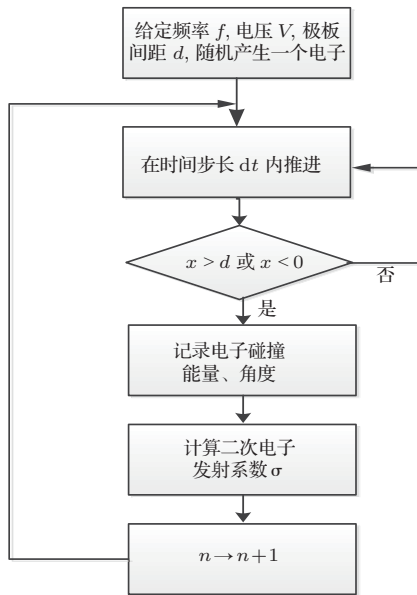 给定频率 f, 电压 V, 极板
间距 d, 随机产生一个电子
在时间步长 dt 内推进
x > d 或 x < 0
否
是
记录电子碰撞
能量、角度
计算二次电子
发射系数 σ
n → n + 1